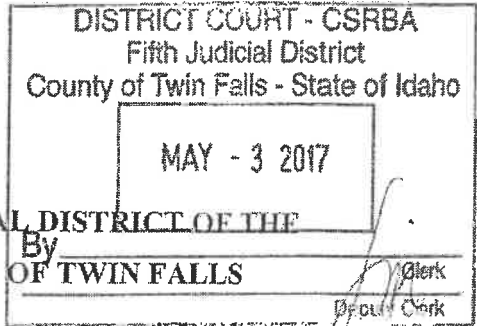 DISTRICT COURT - CSRBA
Fifth Judicial District
County of Twin Falls - State of Idaho
MAY - 3 2017
L DISTRICT OF THE
By
OF TWIN FALLS
Clerk
Deputy Clerk